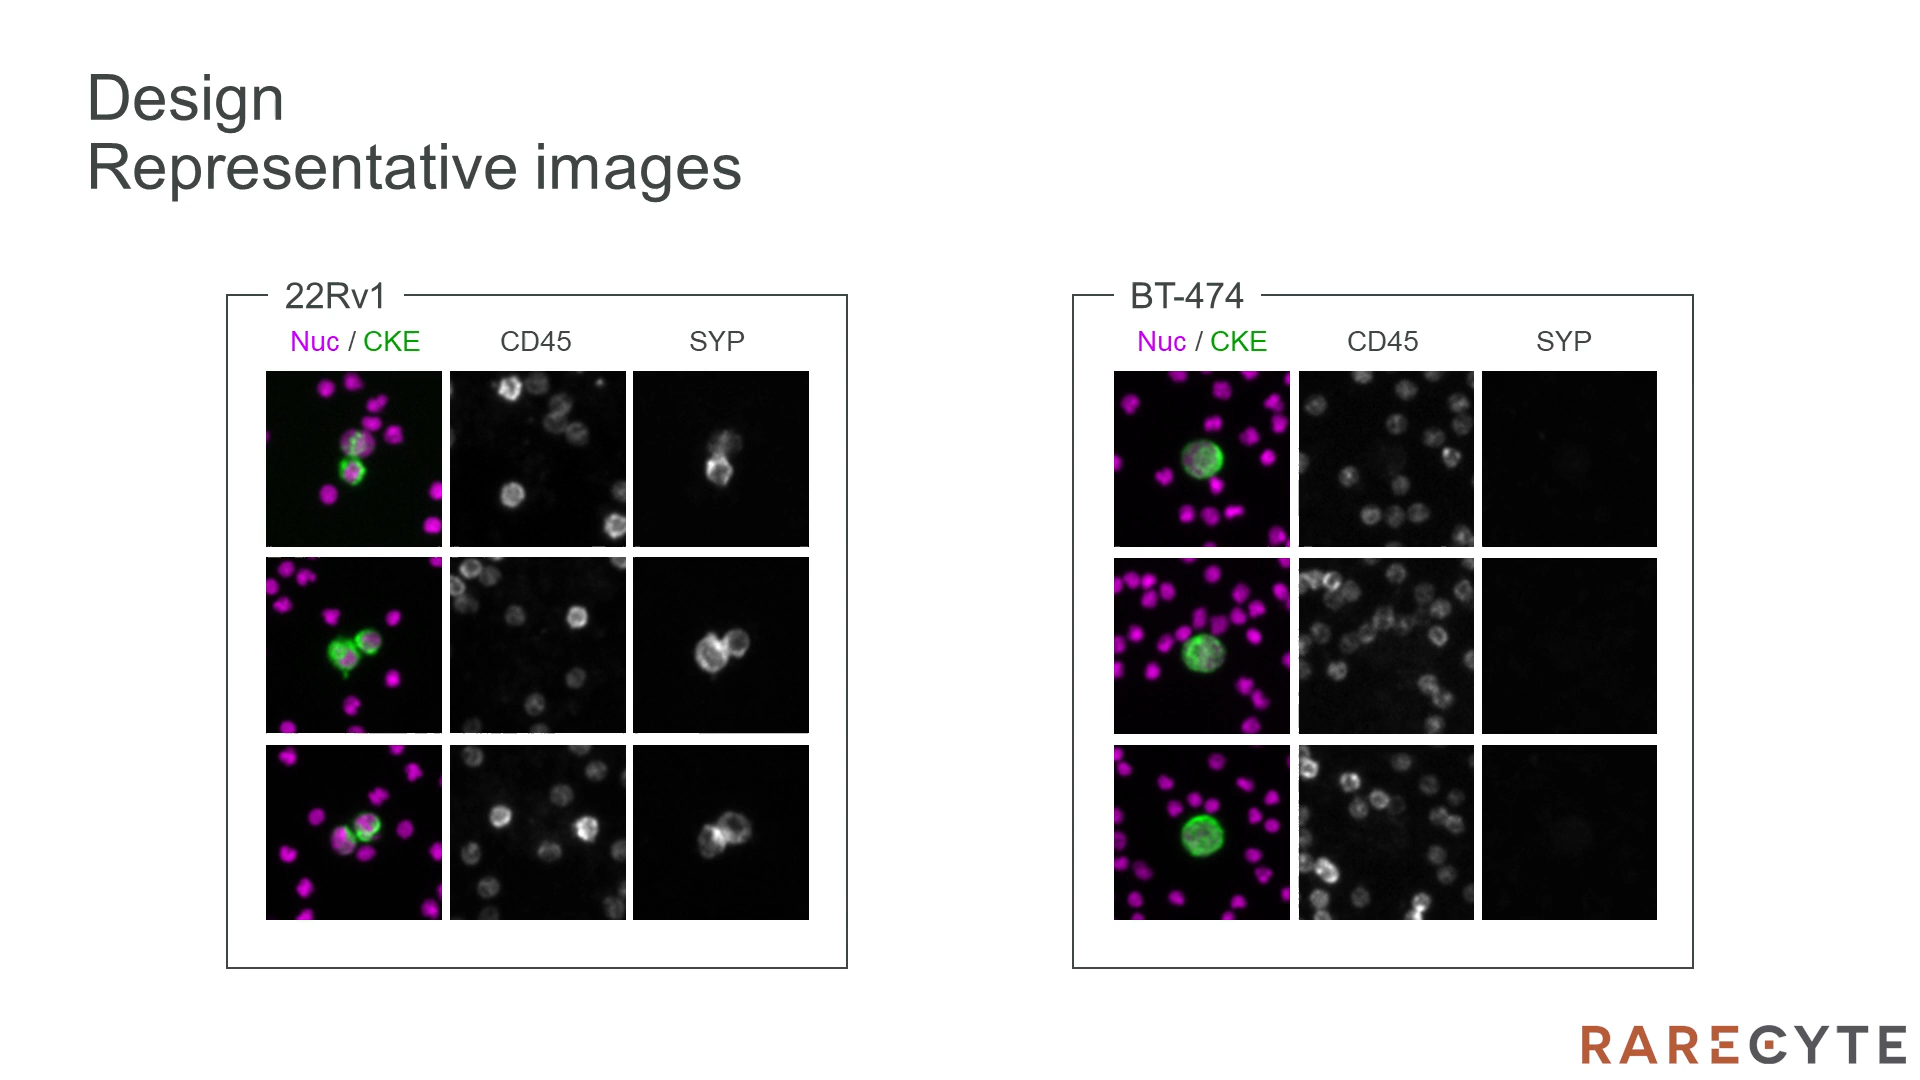 Design
Representative images
22Rv1
Nuc / CKE CD45 SYP
BT-474
Nuc / CKE CD45 SYP
RARECYTE